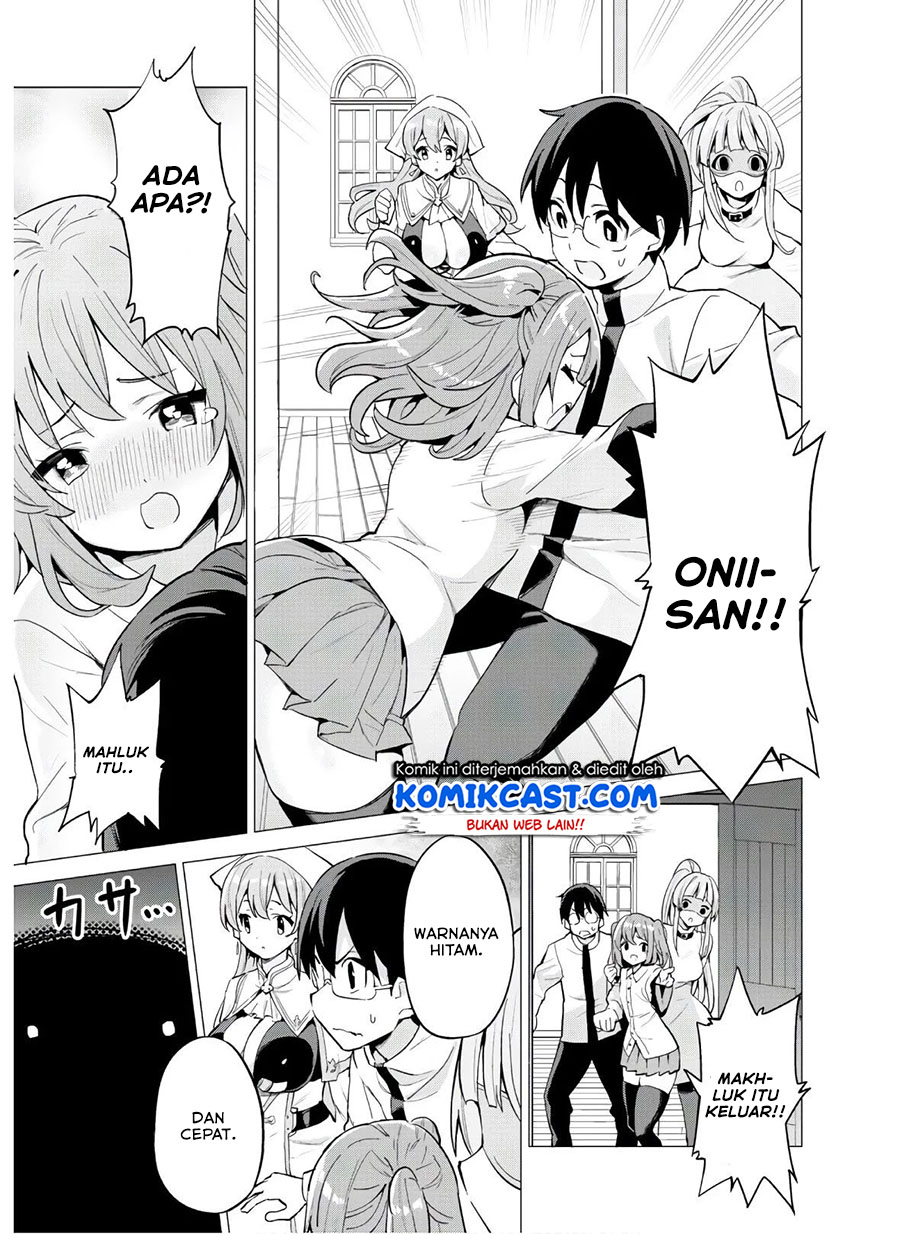 ONII-
SAN!!
ADA
APA?!
MAHLUK
ITU..
Komik ini diterjemahkan & diedit oleh
KOMIKCAST.COM
BUKAN WEB LAIN!!
MAKH-
LUK ITU
KELUAR!!
WARNANYA
HITAM.
DAN
CEPAT.
カサ...